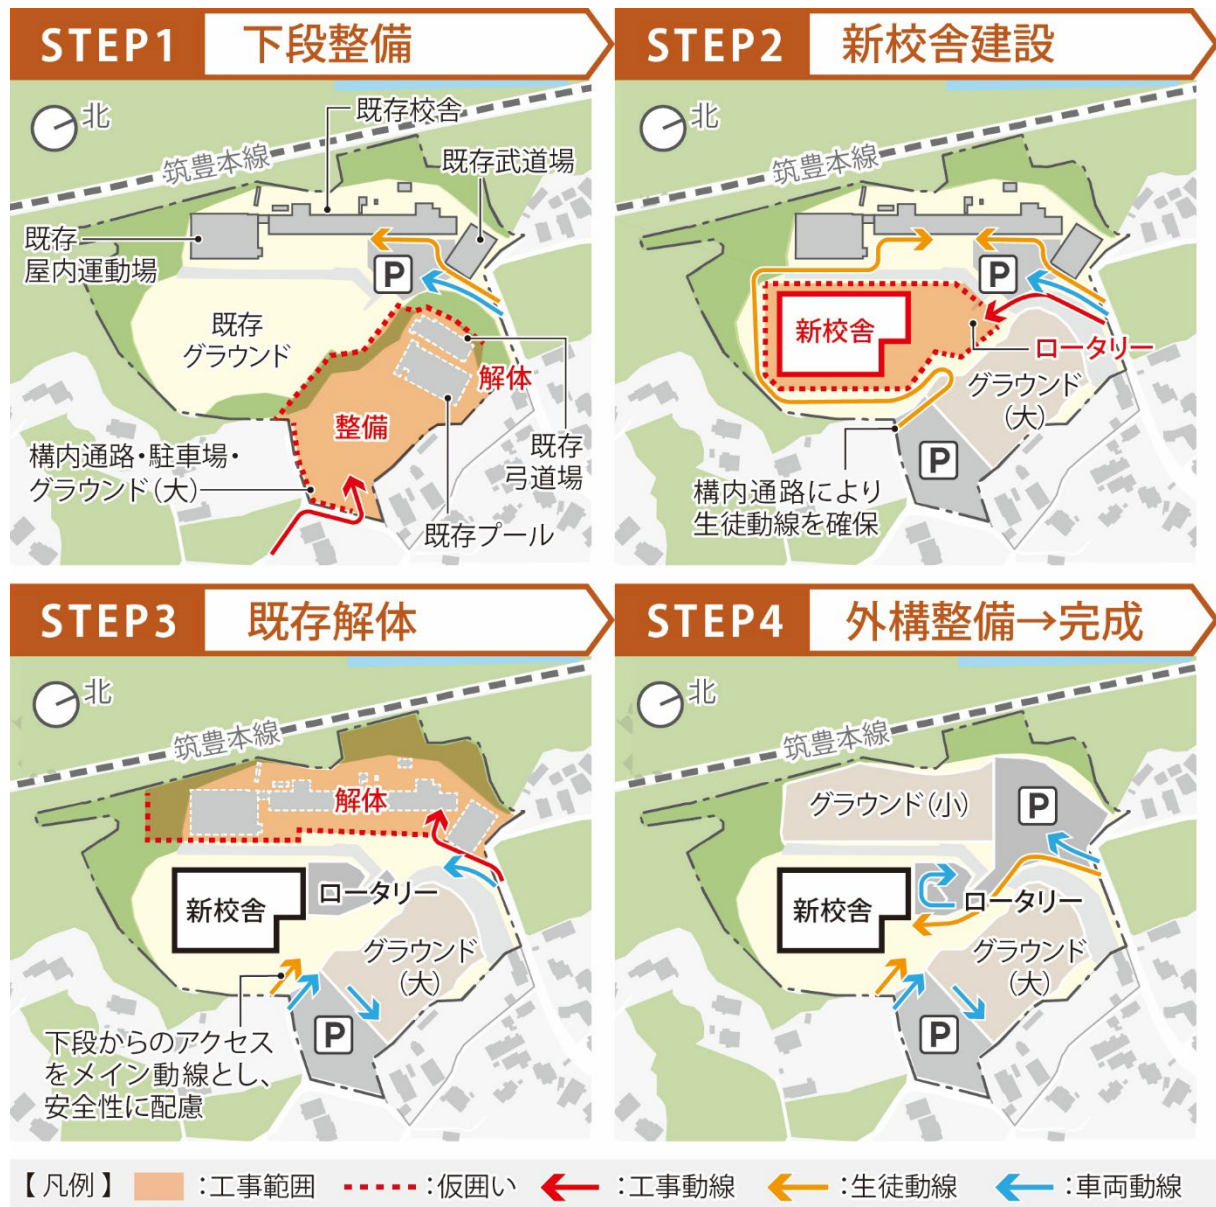 STEP1 下段整備
北
筑豊本線
既存校舎
既存武道場
既存
屋内運動場
P
既存
グラウンド
解体
整備
既存
弓道場
構内通路・駐車場・
グラウンド（大）
既存プール
STEP2 新校舎建設
北
筑豊本線
P
新校舎
ロータリー
グラウンド
（大）
P
構内通路により
生徒動線を確保
STEP3 既存解体
北
筑豊本線
解体
ロータリー
新校舎
グラウンド
（大）
P
下段からのアクセス
をメイン動線とし、
安全性に配慮
STEP4 外構整備→完成
北
筑豊本線
グラウンド（小）
P
ロータリー
新校舎
グラウンド
（大）
P
【凡例】 ：工事範囲 ：仮囲い ：工事動線 ：生徒動線 ：車両動線